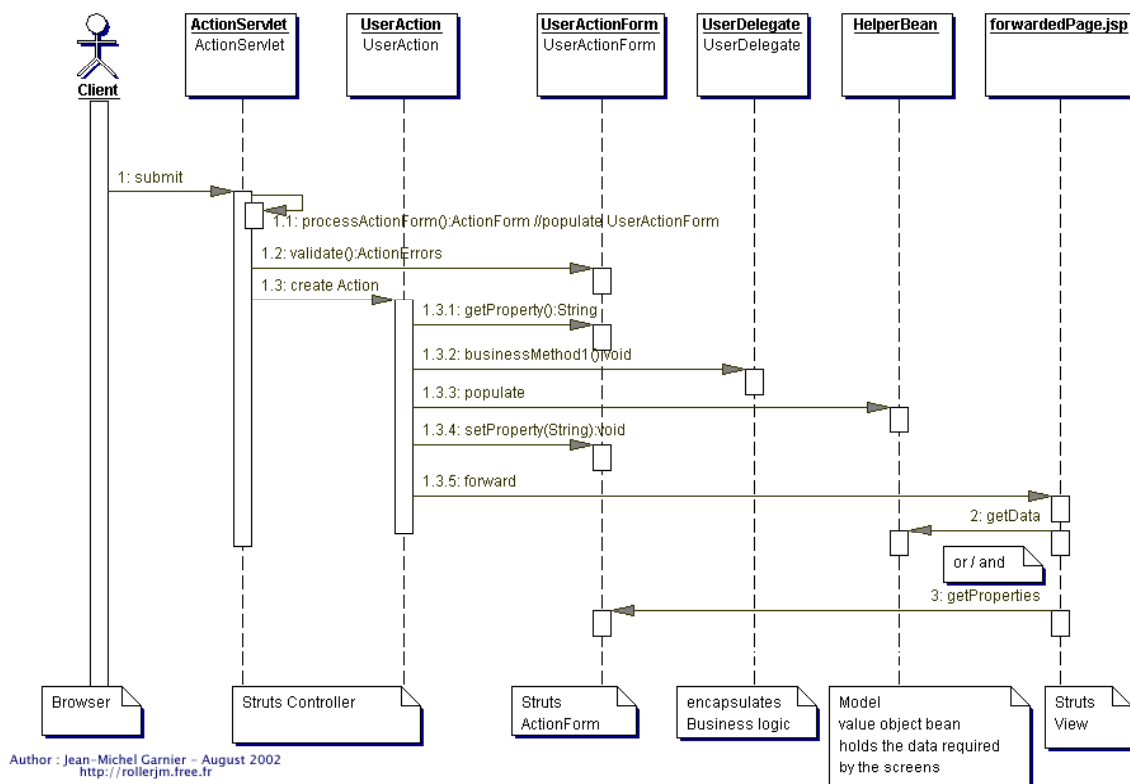 ActionServlet
ActionServlet
UserAction
UserAction
UserActionForm
UserActionForm
UserDelegate
UserDelegate
HelperBean
forwardedPage.jsp
Client
1: submit
1.1: processActionForm():ActionForm //populate UserActionForm
1.2: validate():ActionErrors
1.3: create Action
1.3.1: getProperty():String
1.3.2: businessMethod1():void
1.3.3: populate
1.3.4: setProperty(String):void
1.3.5: forward
2: getData
or / and
3: getProperties
Browser
Struts Controller
Struts
ActionForm
encapsulates
Business logic
Model
value object bean
holds the data required
by the screens
Struts
View
Author : Jean-Michel Garnier - August 2002
http://rollerjm.free.fr